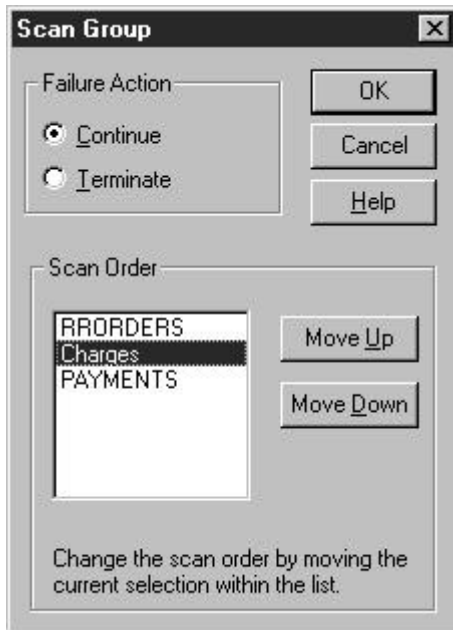 Scan Group
Failure Action
OK
Continue
Cancel
Terminate
Help
Scan Order
RRORDERS
Charges
PAYMENTS
Move Up
Move Down
Change the scan order by moving the
current selection within the list.